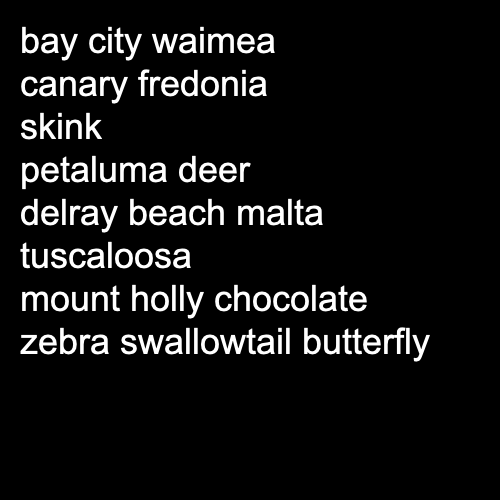 bay city waimea
canary fredonia
skink
petaluma deer
delray beach malta
tuscaloosa
mount holly chocolate
zebra swallowtail butterfly